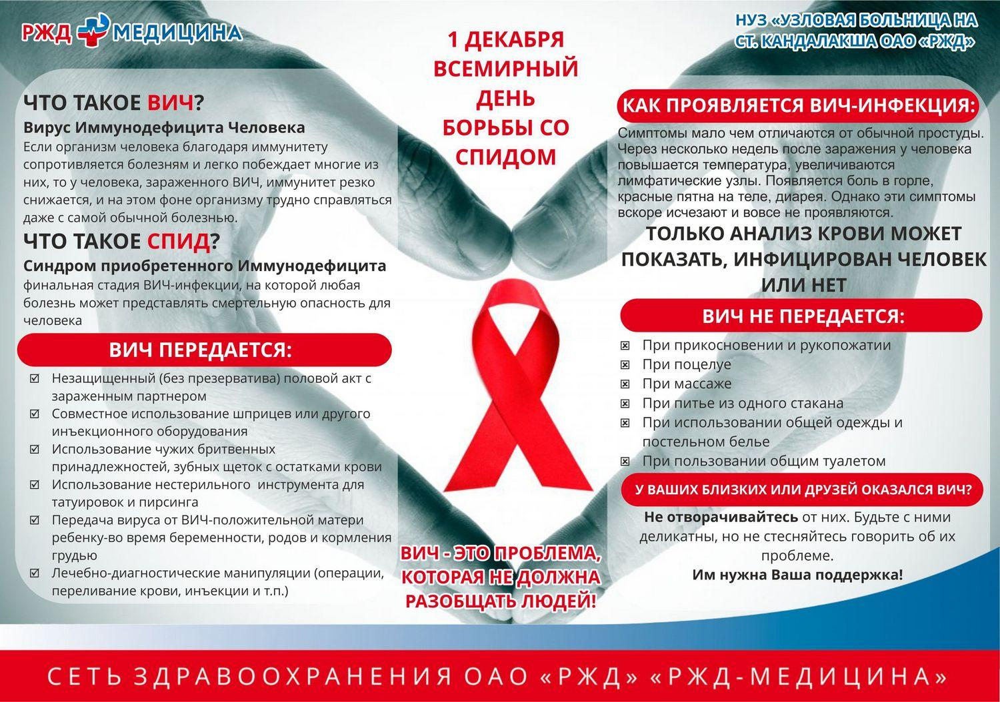 РЖД МЕДИЦИНА
НУЗ «УЗЛОВАЯ БОЛЬНИЦА НА
СТ. КАНДАЛАКША ОАО «РЖД»
1 ДЕКАБРЯ
ВСЕМИРНЫЙ
ДЕНЬ
БОРЬБЫ СО
СПИДОМ
ЧТО ТАКОЕ ВИЧ?
Вирус Иммунодефицита Человека
Если организм человека благодаря иммунитету
сопротивляется болезням и легко побеждает многие из
них, то у человека, зараженного ВИЧ, иммунитет резко
снижается, и на этом фоне организму трудно справляться
даже с самой обычной болезнью.
ЧТО ТАКОЕ СПИД?
Синдром приобретенного Иммунодефицита
финальная стадия ВИЧ-инфекции, на которой любая
болезнь может представлять смертельную опасность для
человека
ВИЧ ПЕРЕДАЕТСЯ:
Незащищенный (без презерватива) половой акт с
зараженным партнером
Совместное использование шприцев или другого
инъекционного оборудования
Использование чужих бритвенных
принадлежностей, зубных щеток с остатками крови
Использование нестерильного инструмента для
татуировок и пирсинга
Передача вируса от ВИЧ-положительной матери
ребенку-во время беременности, родов и кормления
грудью
Лечебно-диагностические манипуляции (операции,
переливание крови, инъекции и т.п.)
ВИЧ - ЭТО ПРОБЛЕМА,
КОТОРАЯ НЕ ДОЛЖНА
РАЗОБЩАТЬ ЛЮДЕЙ!
КАК ПРОЯВЛЯЕТСЯ ВИЧ-ИНФЕКЦИЯ:
Симптомы мало чем отличаются от обычной простуды.
Через несколько недель после заражения у человека
повышается температура, увеличиваются
лимфатические узлы. Появляется боль в горле,
красные пятна на теле, диарея. Однако эти симптомы
вскоре исчезают и вовсе не проявляются.
ТОЛЬКО АНАЛИЗ КРОВИ МОЖЕТ
ПОКАЗАТЬ, ИНФИЦИРОВАН ЧЕЛОВЕК
ИЛИ НЕТ
ВИЧ НЕ ПЕРЕДАЕТСЯ:
При прикосновении и рукопожатии
При поцелуе
При массаже
При питье из одного стакана
При использовании общей одежды и
постельном белье
При пользовании общим туалетом
У ВАШИХ БЛИЗКИХ ИЛИ ДРУЗЕЙ ОКАЗАЛСЯ ВИЧ?
Не отворачивайтесь от них. Будьте с ними
деликатны, но не стесняйтесь говорить об их
проблеме.
Им нужна Ваша поддержка!
СЕТЬ ЗДРАВООХРАНЕНИЯ ОАО «РЖД» «РЖД-МЕДИЦИНА»